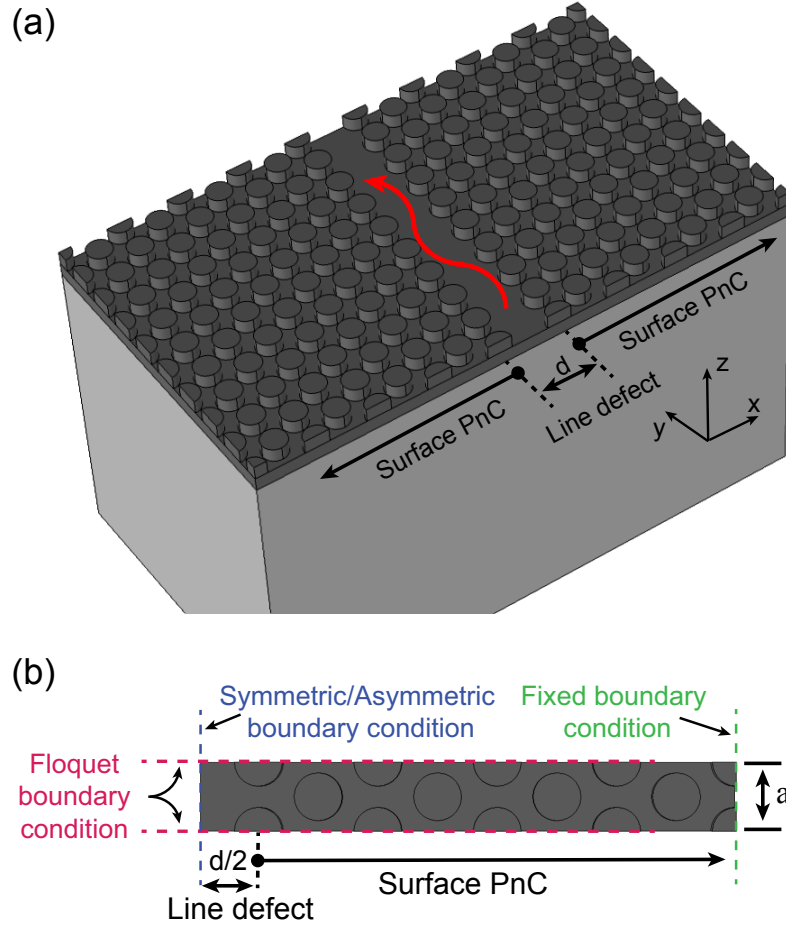 (a)
Surface PnC
d
Line defect
Surface PnC
z
x
y
(b)
Symmetric/Asymmetric
boundary condition
Fixed boundary
condition
Floquet
boundary
condition
a
d/2
Surface PnC
Line defect